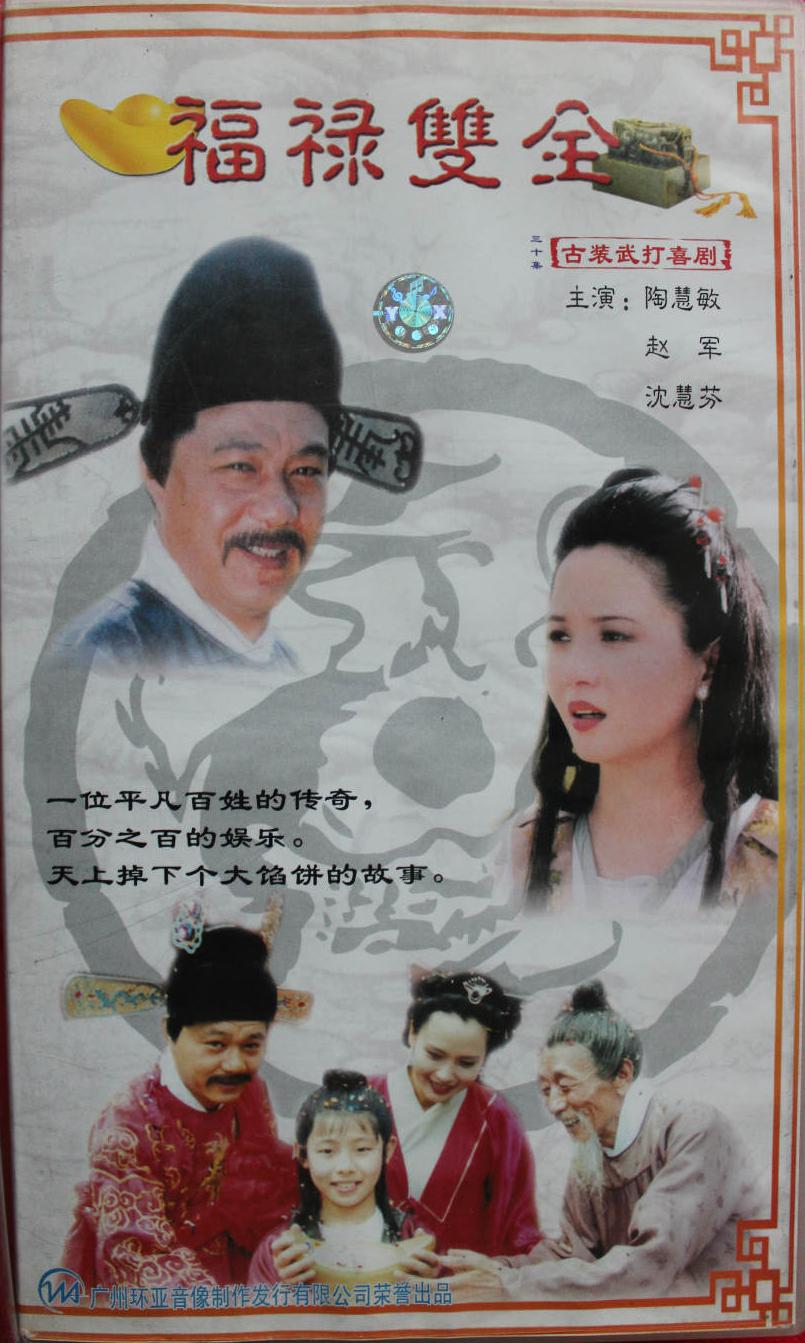 福禄雙全
三十集
古装武打喜剧
主演：陶慧敏
赵 军
沈慧芬
一位平凡百姓的传奇，
百分之百的娱乐。
天上掉下个大馅饼的故事。
广州环亚音像制作发行有限公司荣誉出品